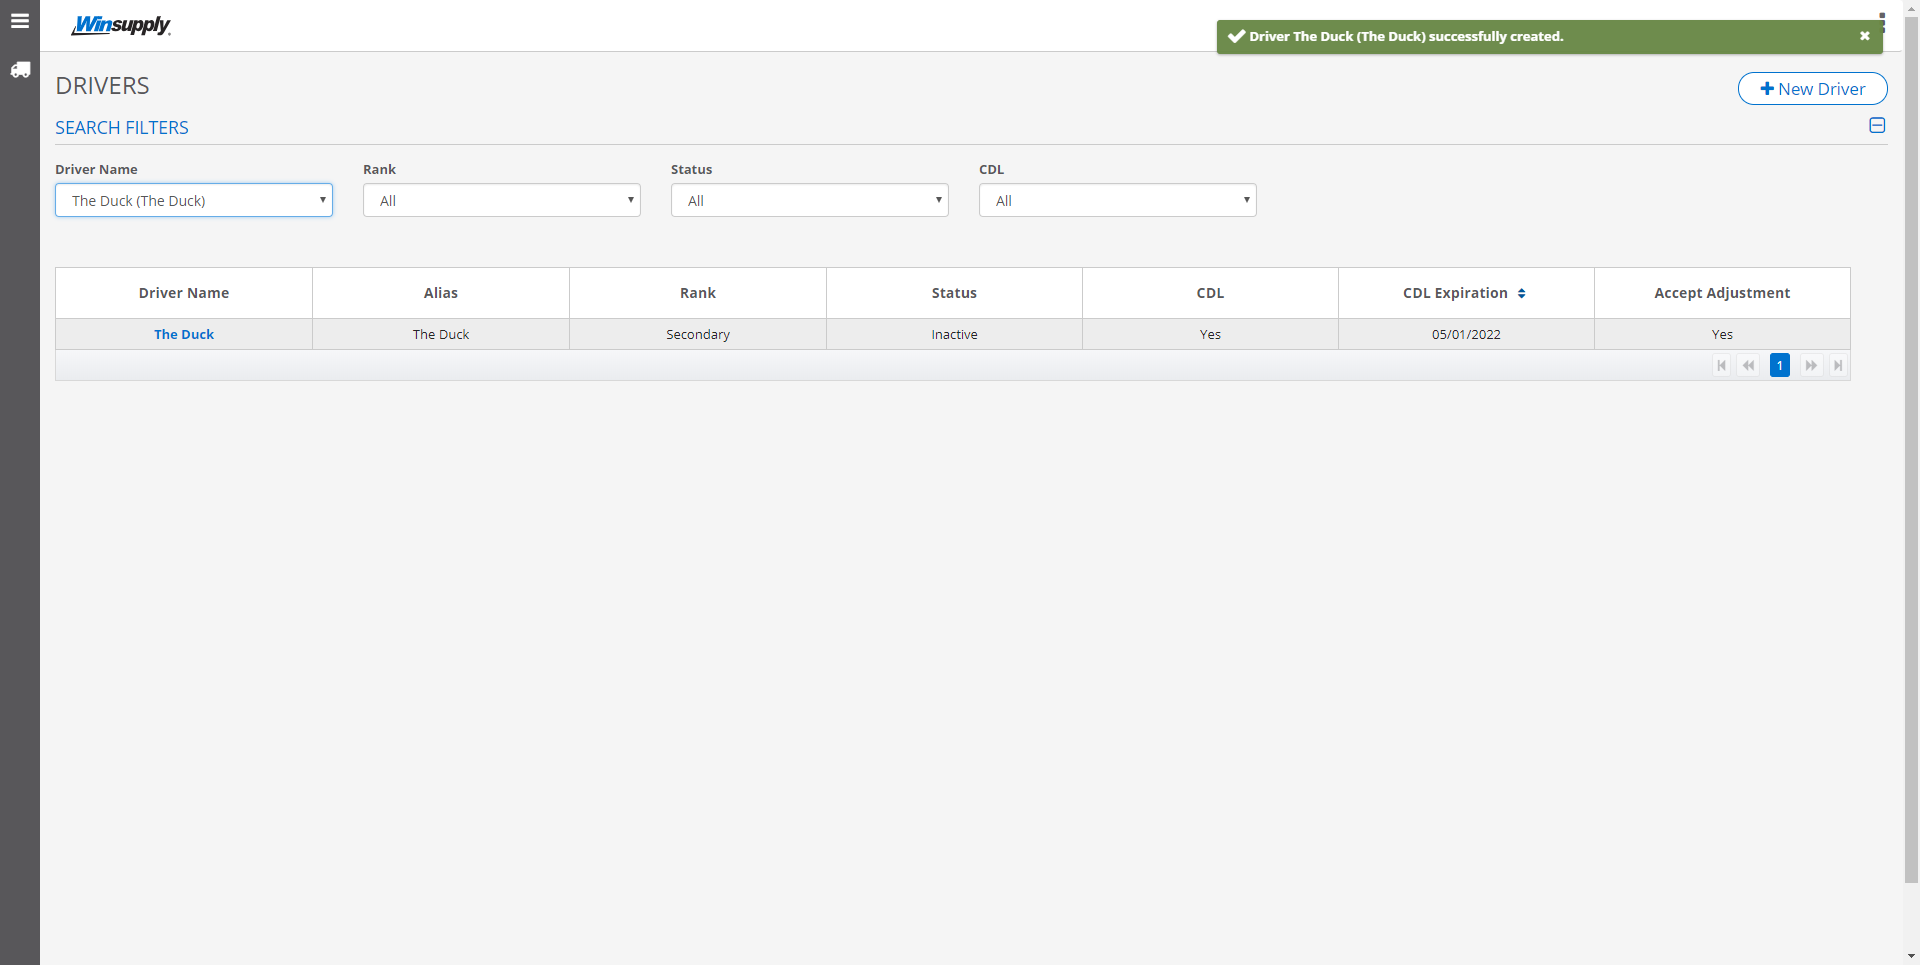 Winsupply
Driver The Duck (The Duck) successfully created.
DRIVERS
New Driver
SEARCH FILTERS
Driver Name Rank Status CDL
The Duck (The Duck) All All All
Driver Name Alias Rank Status CDL CDL Expiration Accept Adjustment
The Duck The Duck Secondary Inactive Yes 05/01/2022 Yes
1